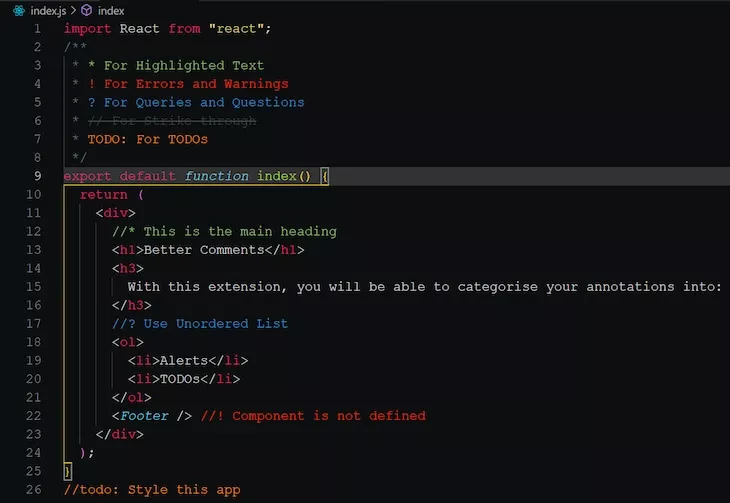 index.js > index
1 import React from "react";
2 /**
3 * * For Highlighted Text
4 * ! For Errors and Warnings
5 * ? For Queries and Questions
6 * // For Strike through
7 * TODO: For TODOs
8 */
9 export default function index() {
10 return (
11 <div>
12 //* This is the main heading
13 <h1>Better Comments</h1>
14 <h3>
15 With this extension, you will be able to categorise your annotations into:
16 </h3>
17 //? Use Unordered List
18 <ol>
19 <li>Alerts</li>
20 <li>TODOs</li>
21 </ol>
22 <Footer /> //! Component is not defined
23 </div>
24 );
25 }
26 //todo: Style this app